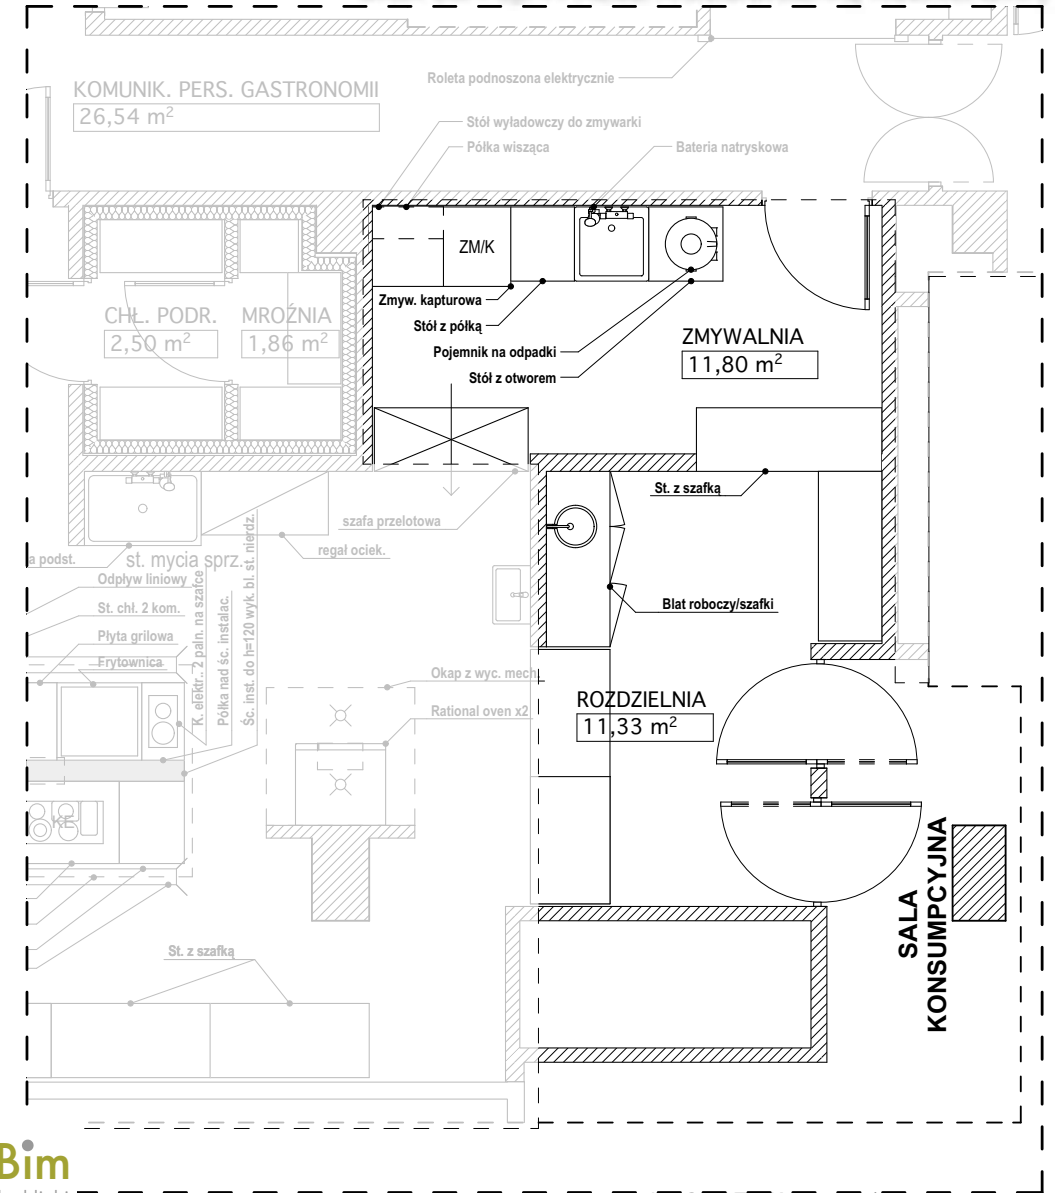 Roleta podnoszona elektrycznie
KOMUNIK. PERS. GASTRONOMII
26,54 m²
Stół wyładowczy do zmywarki
Półka wisząca
Bateria natryskowa
ZM/K
Zmyw. kapturowa
Stół z półką
Pojemnik na odpadki
Stół z otworem
ZMYWALNIA
11,80 m²
CHŁ. PODR.
2,50 m²
MROŹNIA
1,86 m²
St. z szafką
szafa przelotowa
regał ociek.
a podst.
st. mycia sprz.
Odpływ liniowy
St. chł. 2 kom.
Płyta grilowa
Frytownica
K. elektr.. 2 paln. na szafce
Półka nad śc. instalac.
Śc. inst. do h=120 wyk. bl. st. nierdz.
Blat roboczy/szafki
Okap z wyc. mech.
Rational oven x2
ROZDZIELNIA
11,33 m²
KE
SALA
KONSUMPCYJNA
St. z szafką
Bim